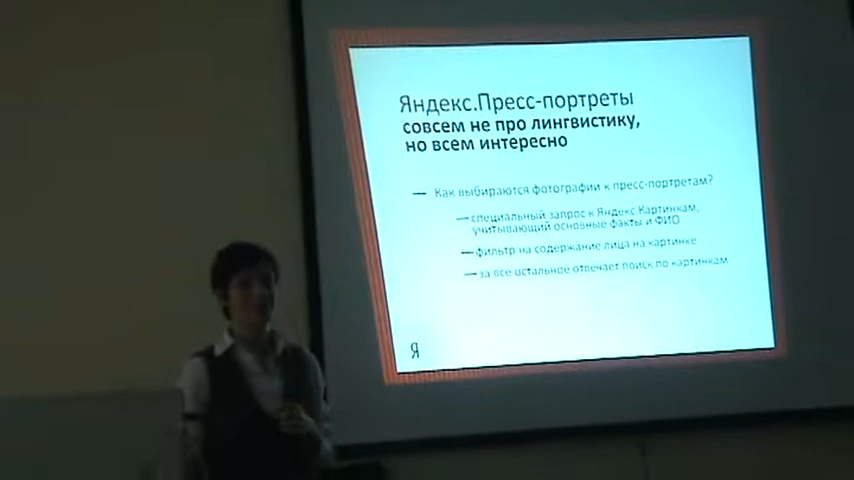 Яндекс.Пресс-портреты
совсем не про лингвистику,
но всем интересно
— Как выбираются фотографии к пресс-портретам?
— специальный запрос к Яндекс.Картинкам,
учитывающий основные факты и ФИО
— фильтр на содержание лица на картинке
— за все остальное отвечает поиск по картинкам
Я